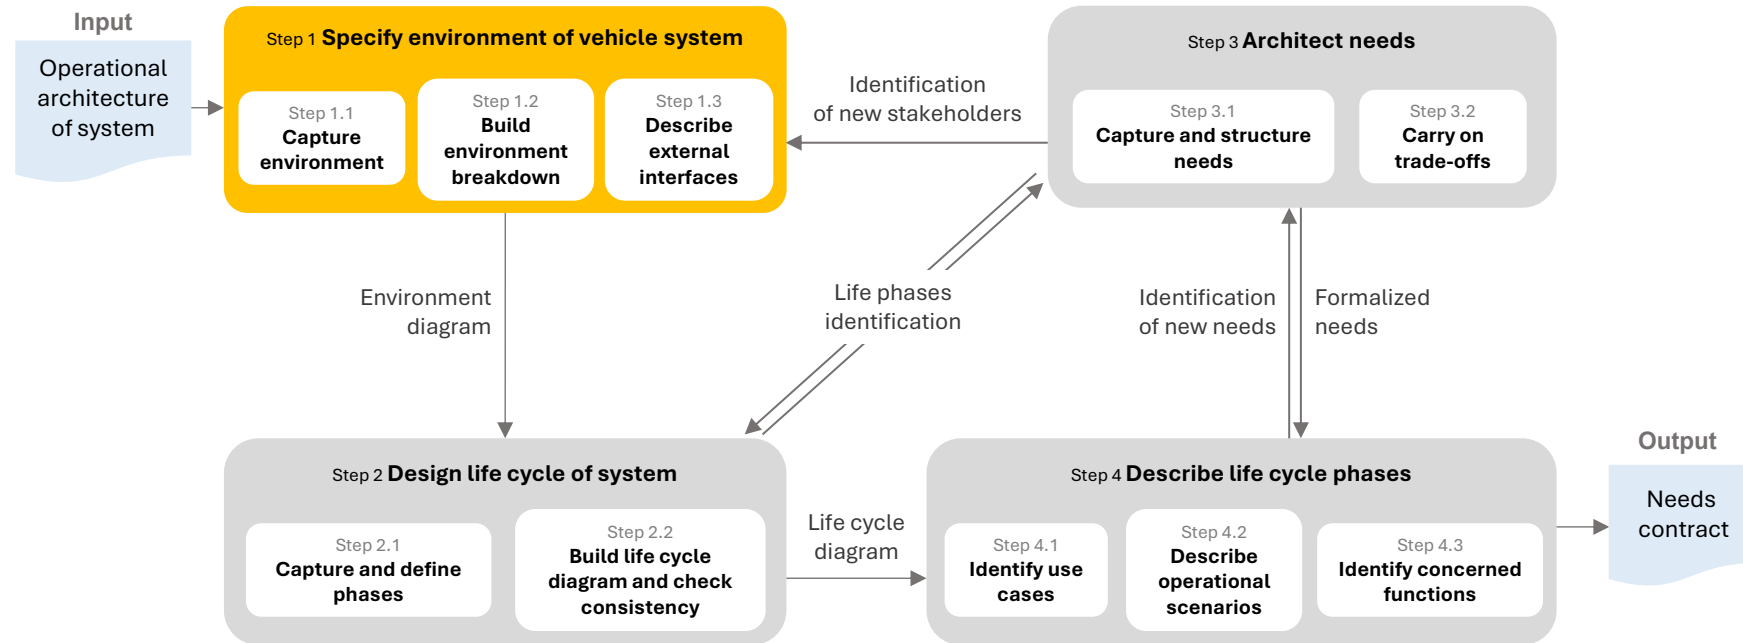 Input
Operational
architecture
of system
Step 1 Specify environment of vehicle system
Step 1.1
Capture
environment
Step 1.2
Build
environment
breakdown
Step 1.3
Describe
external
interfaces
Identification
of new stakeholders
Step 3 Architect needs
Step 3.1
Capture and structure
needs
Step 3.2
Carry on
trade-offs
Environment
diagram
Life phases
identification
Identification
of new needs
Formalized
needs
Step 2 Design life cycle of system
Step 2.1
Capture and define
phases
Step 2.2
Build life cycle
diagram and check
consistency
Life cycle
diagram
Step 4 Describe life cycle phases
Step 4.1
Identify use
cases
Step 4.2
Describe
operational
scenarios
Step 4.3
Identify concerned
functions
Output
Needs
contract